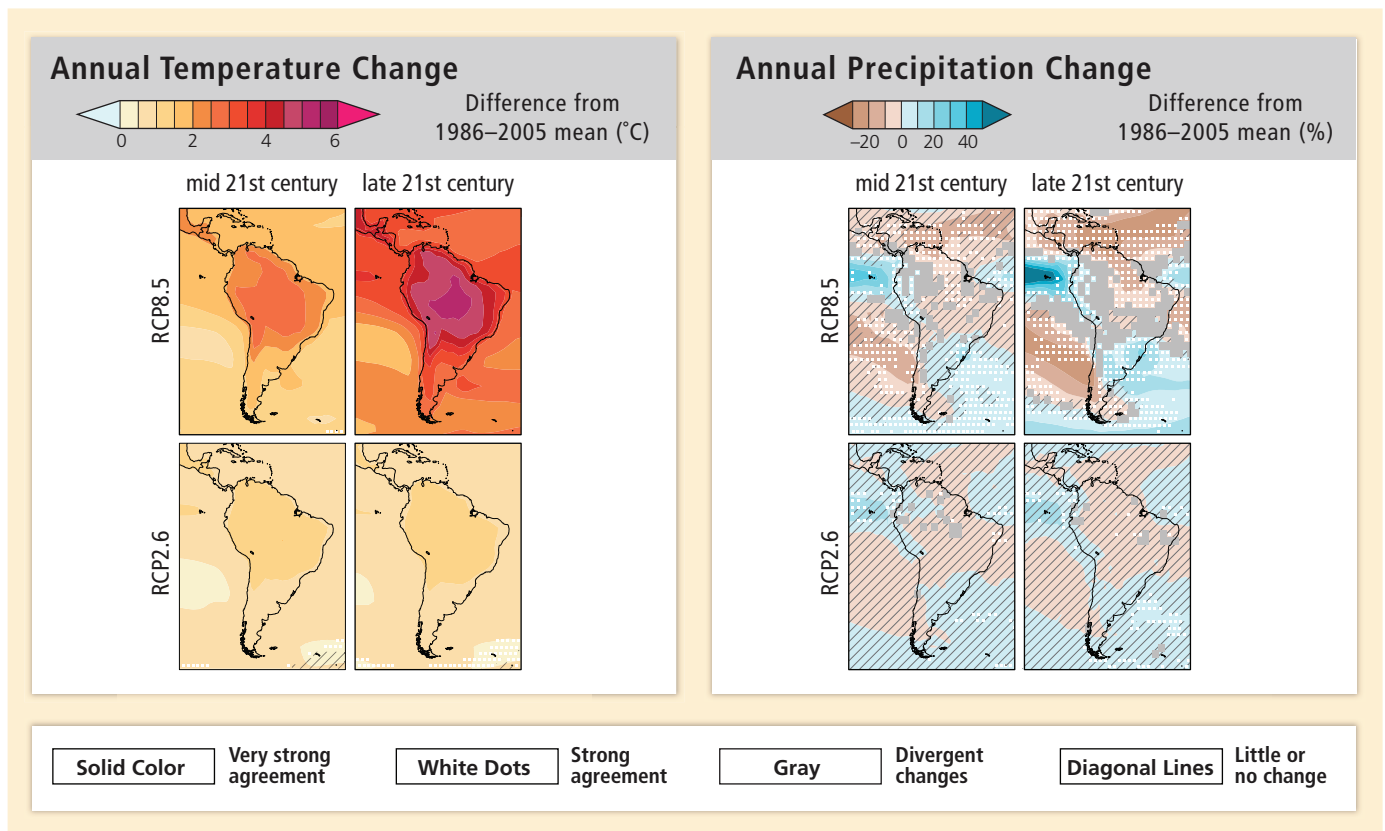 Annual Temperature Change
Difference from
1986–2005 mean (˚C)
0 2 4 6
mid 21st century late 21st century
RCP8.5
RCP2.6
Annual Precipitation Change
Difference from
1986–2005 mean (%)
–20 0 20 40
mid 21st century late 21st century
RCP8.5
RCP2.6
Solid Color
Very strong
agreement
White Dots
Strong
agreement
Gray
Divergent
changes
Diagonal Lines
Little or
no change